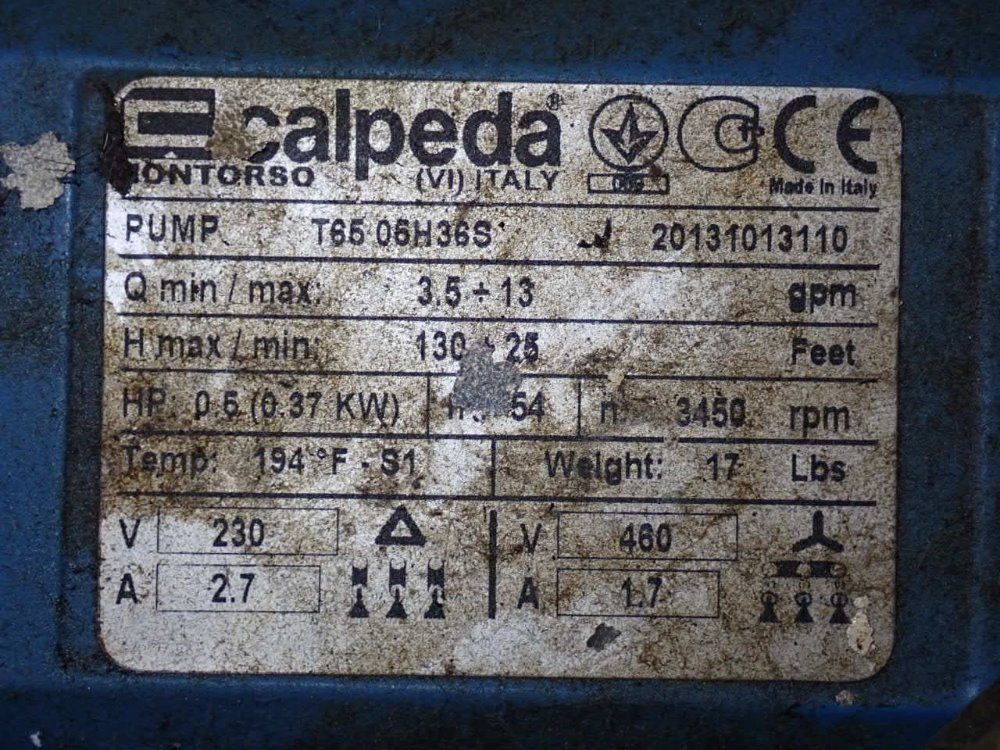 calpeda®
MONTORSO (VI) ITALY
Made in Italy
CE
PUMP T65 05H36S 20131013110
Q min / max: 3.5 ÷ 13 gpm
H max / min: 130 ÷ 25 Feet
HP: 0.5 (0.37 KW) 54 n 3450 rpm
Temp: 194 °F - S1 Weight: 17 Lbs
V 230 V 460
A 2.7 A 1.7